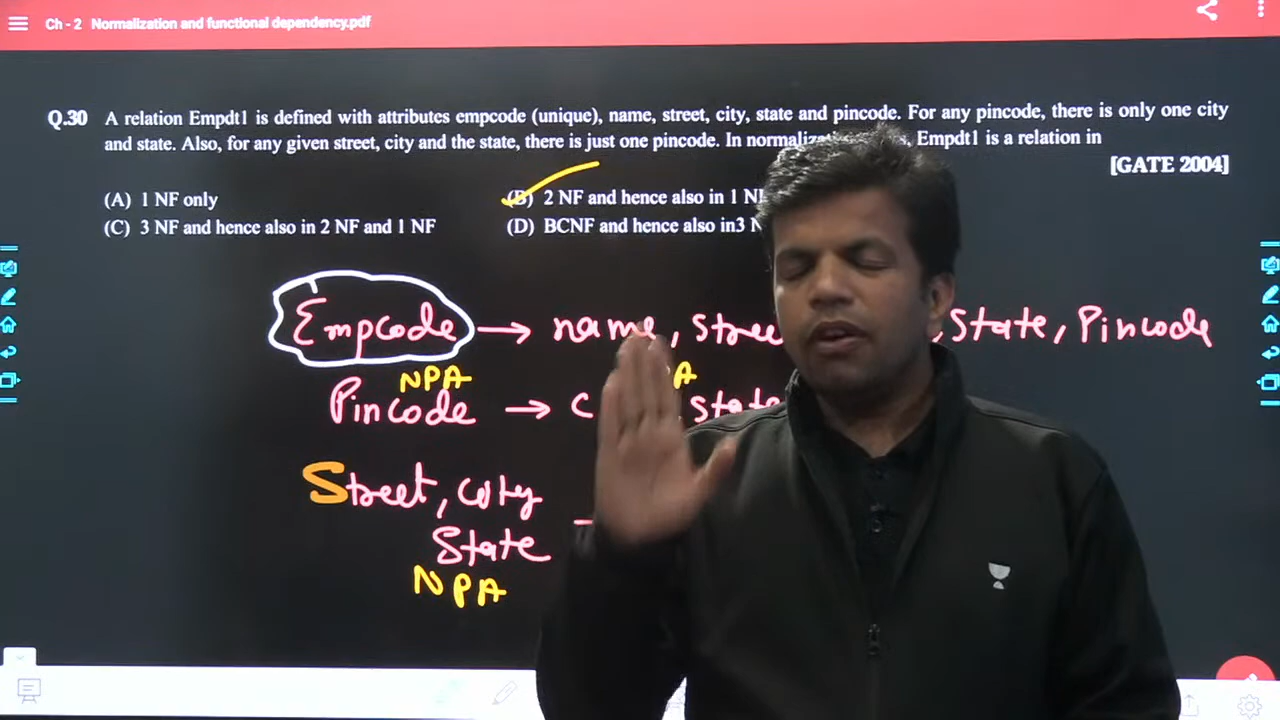 Ch - 2 Normalization and functional dependency.pdf
Q.30 A relation Empdt1 is defined with attributes empcode (unique), name, street, city, state and pincode. For any pincode, there is only one city
and state. Also, for any given street, city and the state, there is just one pincode. In Empdt1 is a relation in
[GATE 2004]
(A) 1 NF only
(B) 2 NF and hence also in 1
(C) 3 NF and hence also in 2 NF and 1 NF
(D) BCNF and hence also in3
Empcode → name, State, Pincode
NPA
Pincode → State
Street, City
State
NPA